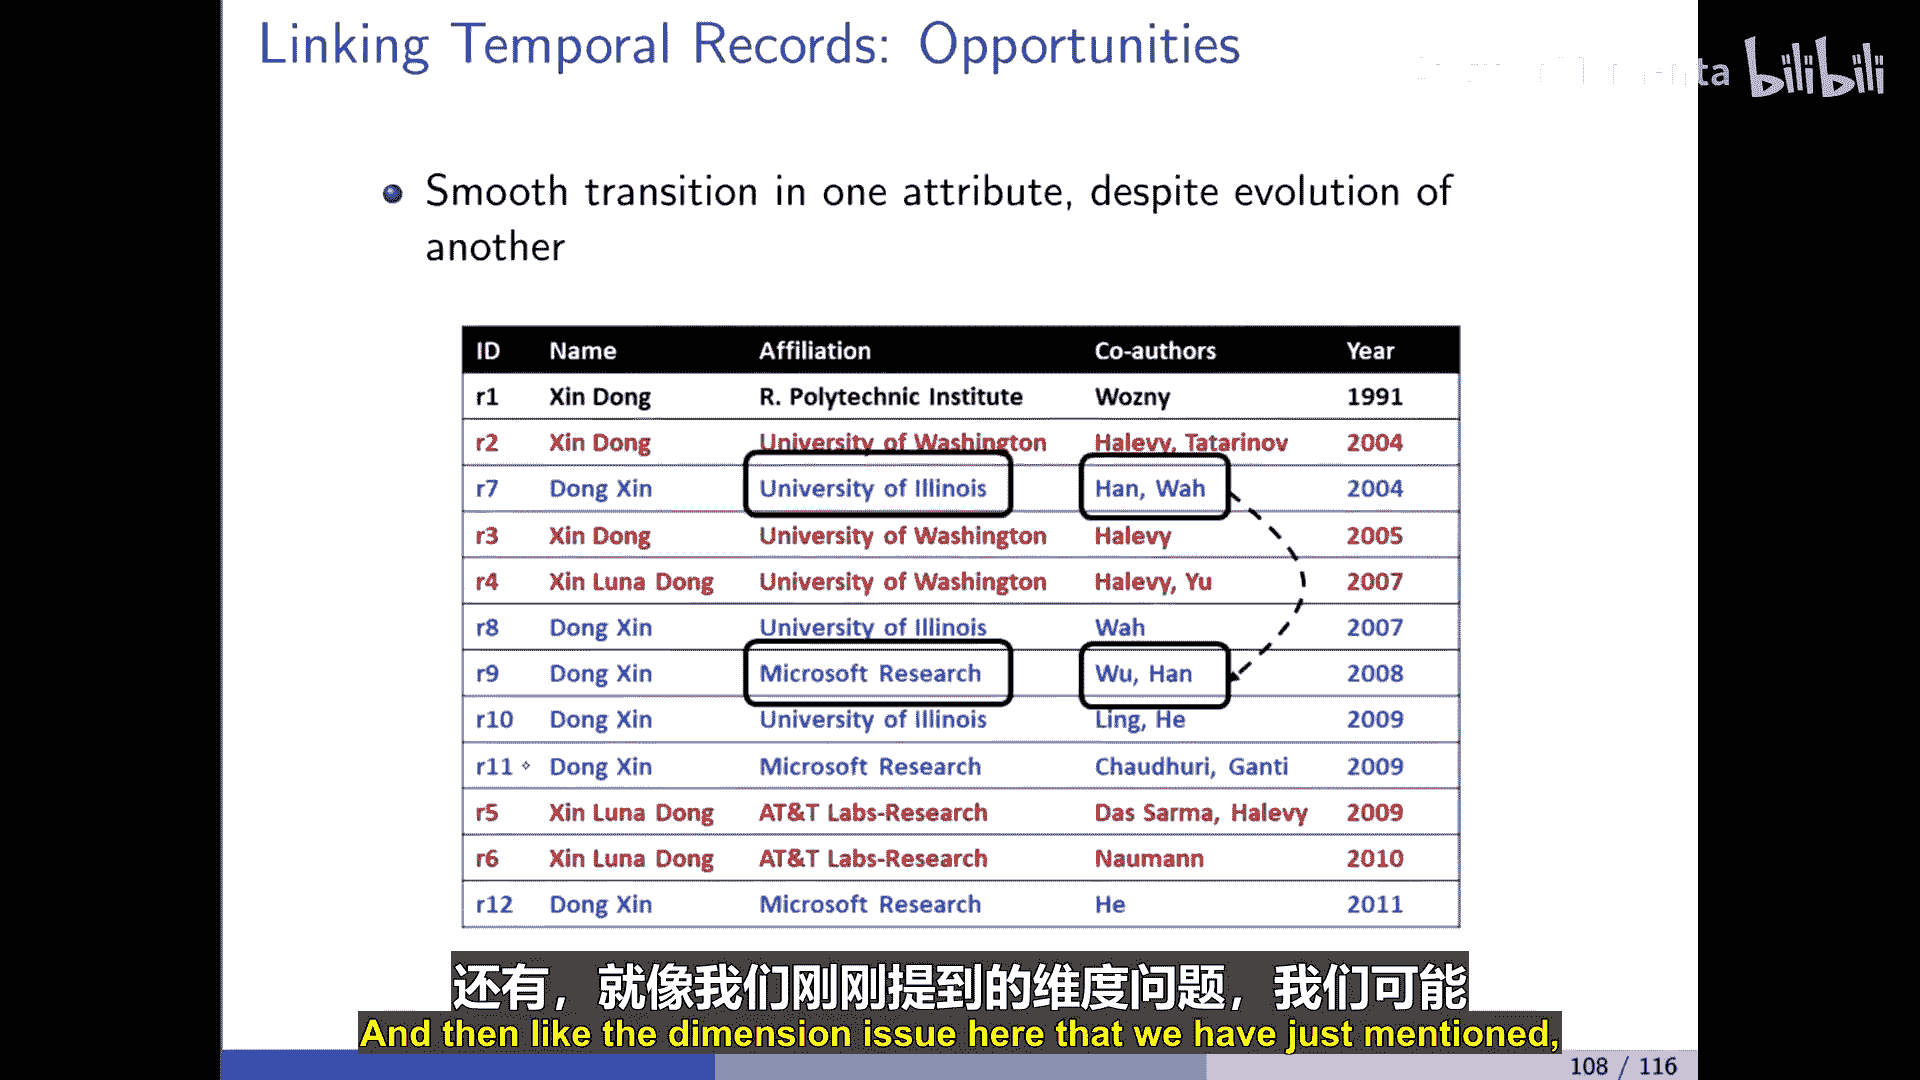 Linking Temporal Records: Opportunities
ta bilibili
Smooth transition in one attribute, despite evolution of
another
ID Name Affiliation Co-authors Year
r1 Xin Dong R. Polytechnic Institute Wozny 1991
r2 Xin Dong University of Washington Halevy, Tatarinov 2004
r7 Dong Xin University of Illinois Han, Wah 2004
r3 Xin Dong University of Washington Halevy 2005
r4 Xin Luna Dong University of Washington Halevy, Yu 2007
r8 Dong Xin University of Illinois Wah 2007
r9 Dong Xin Microsoft Research Wu, Han 2008
r10 Dong Xin University of Illinois Ling, He 2009
r11 Dong Xin Microsoft Research Chaudhuri, Ganti 2009
r5 Xin Luna Dong AT&T Labs-Research Das Sarma, Halevy 2009
r6 Xin Luna Dong AT&T Labs-Research Naumann 2010
r12 Dong Xin Microsoft Research He 2011
还有，就像我们刚刚提到的维度问题，我们可能
And then like the dimension issue here that we have just mentioned,
108 / 116